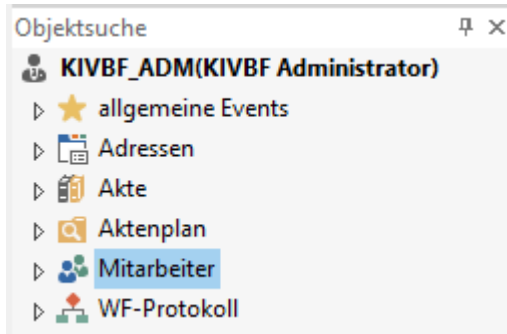 Objektsuche
KIVBF_ADM(KIVBF Administrator)
allgemeine Events
Adressen
Akte
Aktenplan
Mitarbeiter
WF-Protokoll